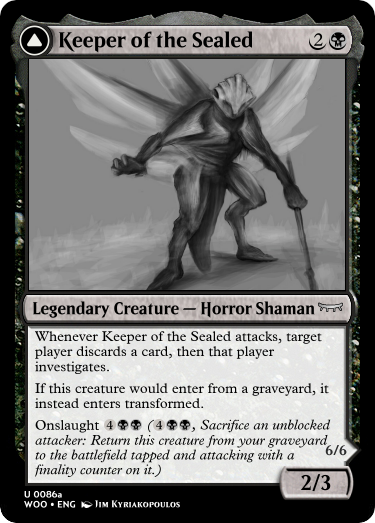 Keeper of the Sealed 2
Legendary Creature — Horror Shaman
Whenever Keeper of the Sealed attacks, target
player discards a card, then that player
investigates.
If this creature would enter from a graveyard, it
instead enters transformed.
Onslaught 4 (4, Sacrifice an unblocked
attacker: Return this creature from your graveyard
to the battlefield tapped and attacking with a
finality counter on it.)
6/6
2/3
U 0086a
WOO • ENG Jim Kyriakopoulos